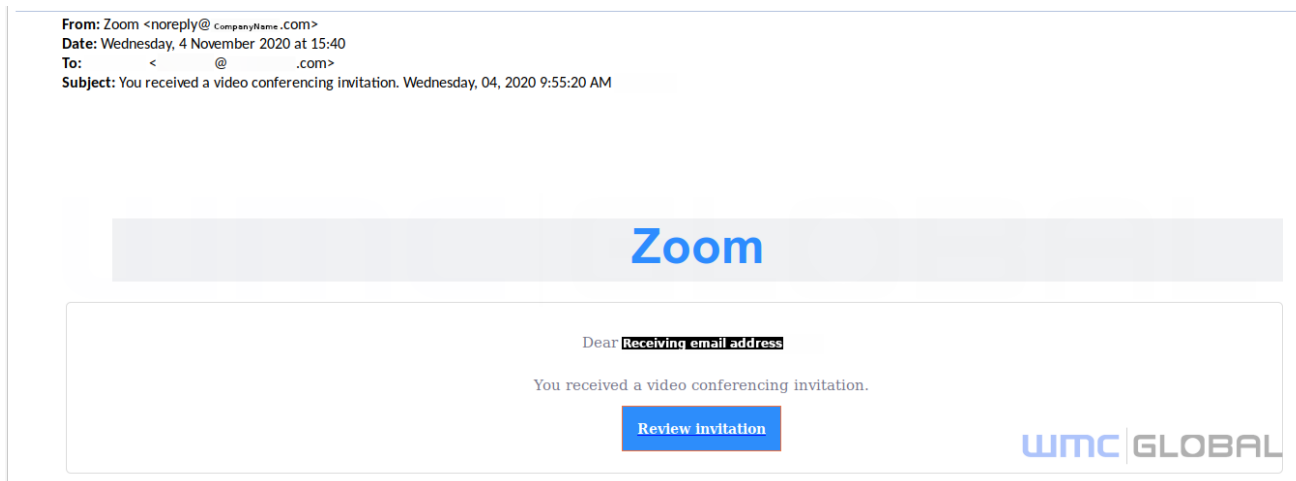 From: Zoom <noreply@ CompanyName.com>
Date: Wednesday, 4 November 2020 at 15:40
To: < @ .com>
Subject: You received a video conferencing invitation. Wednesday, 04, 2020 9:55:20 AM
Zoom
Dear Receiving email address
You received a video conferencing invitation.
Review invitation
WMC GLOBAL